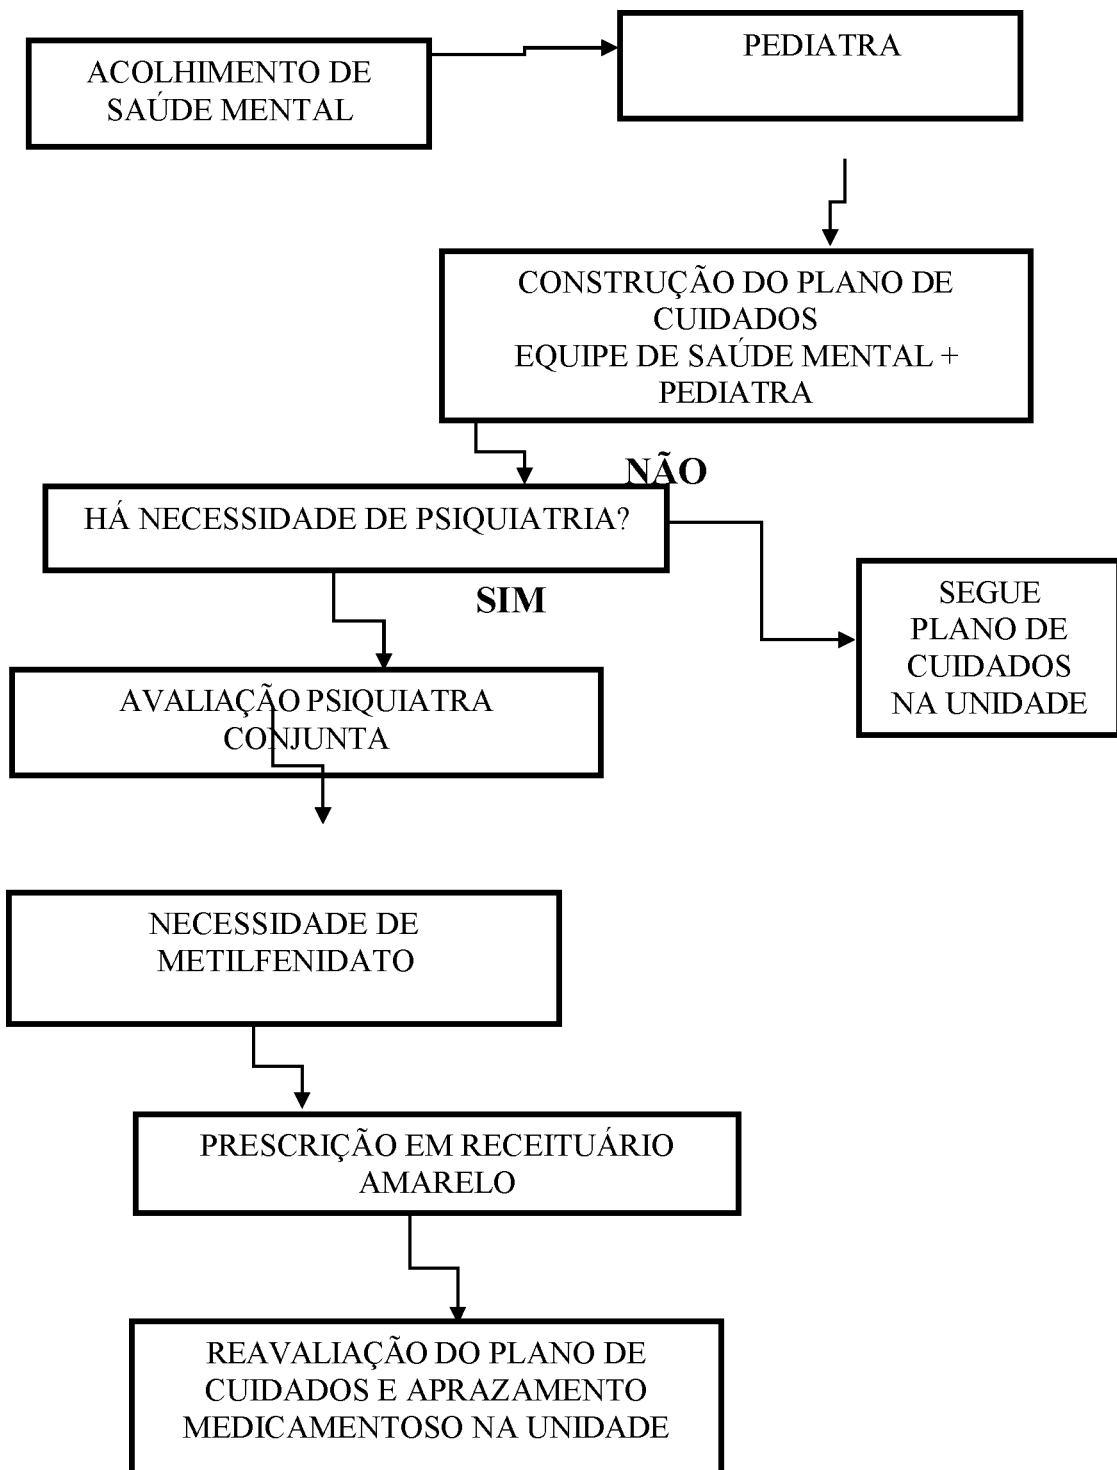 ACOLHIMENTO DE
SAÚDE MENTAL
PEDIATRA
CONSTRUÇÃO DO PLANO DE
CUIDADOS
EQUIPE DE SAÚDE MENTAL +
PEDIATRA
NÃO
HÁ NECESSIDADE DE PSIQUIATRIA?
SIM
SEGUE
PLANO DE
CUIDADOS
NA UNIDADE
AVALIAÇÃO PSIQUIATRA
CONJUNTA
NECESSIDADE DE
METILFENIDATO
PRESCRIÇÃO EM RECEITUÁRIO
AMARELO
REAVALIAÇÃO DO PLANO DE
CUIDADOS E APRAZAMENTO
MEDICAMENTOSO NA UNIDADE